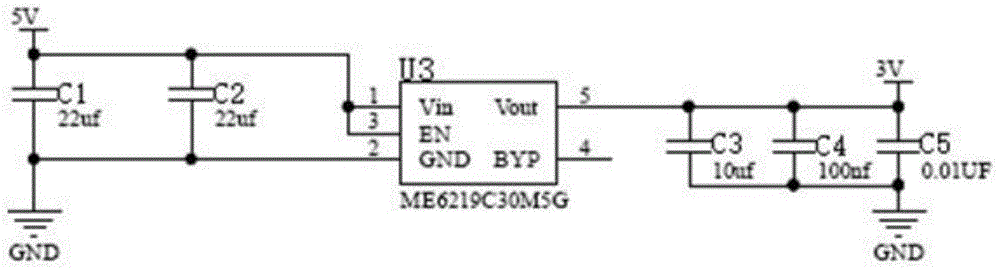 5V
C1
22uf
C2
22uf
U3
1
3
2
Vin
EN
GND
Vout
BYP
5
4
ME6219C30M5G
C3
10uf
C4
100nf
3V
C5
0.01UF
GND
GND